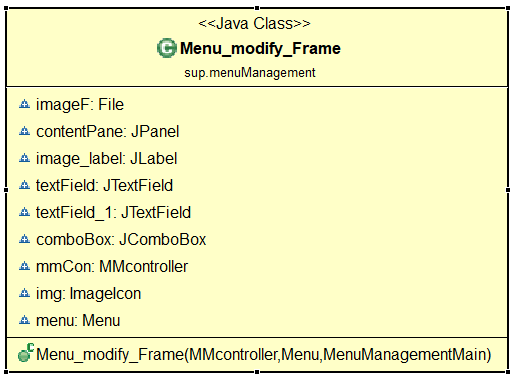 <<Java Class>>
C Menu_modify_Frame
sup.menuManagement
imageF: File
contentPane: JPanel
image_label: JLabel
textField: JTextField
textField_1: JTextField
comboBox: JComboBox
mmCon: MMcontroller
img: ImageIcon
menu: Menu
C Menu_modify_Frame(MMcontroller,Menu,MenuManagementMain)